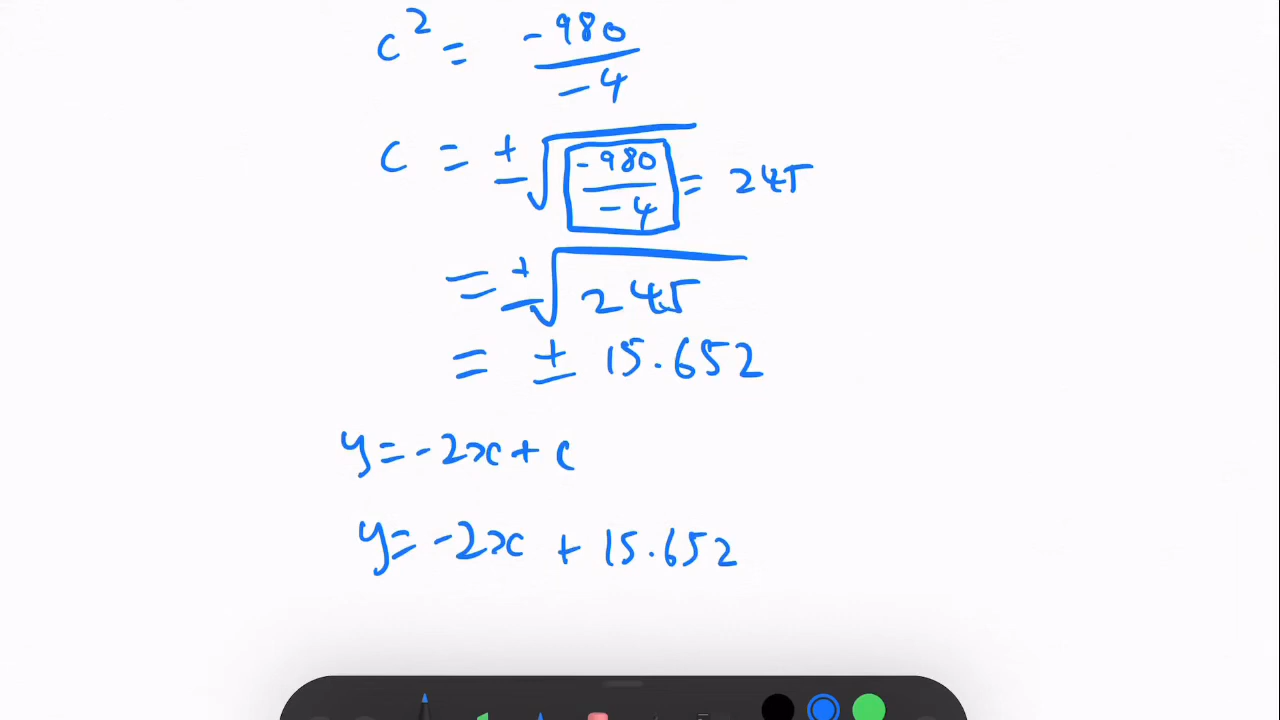 c² = -980/-4
c = ±√(-980/-4) = 245
= ±√245
= ± 15.652
y = -2x + c
y = -2x + 15.652